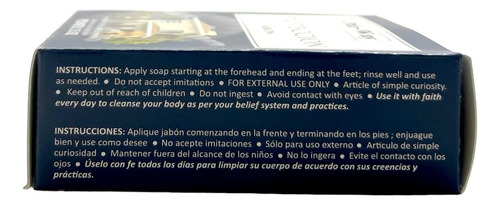 INSTRUCTIONS: Apply soap starting at the forehead and ending at the feet; rinse well and use
as needed. • Do not accept imitations • FOR EXTERNAL USE ONLY • Article of simple curiosity.
• Keep out of reach of children • Do not ingest • Avoid contact with eyes • Use it with faith
every day to cleanse your body as per your belief system and practices.
INSTRUCCIONES: Aplique jabón comenzando en la frente y terminando en los pies ; enjuague
bien y use como desee • No acepte imitaciones • Sólo para uso externo • Articulo de simple
curiosidad • Mantener fuera del alcance de los niños • No lo ingera • Evite el contacto con los
ojos • Úselo con fe todos los días para limpiar su cuerpo de acuerdo con sus creencias y
prácticas.